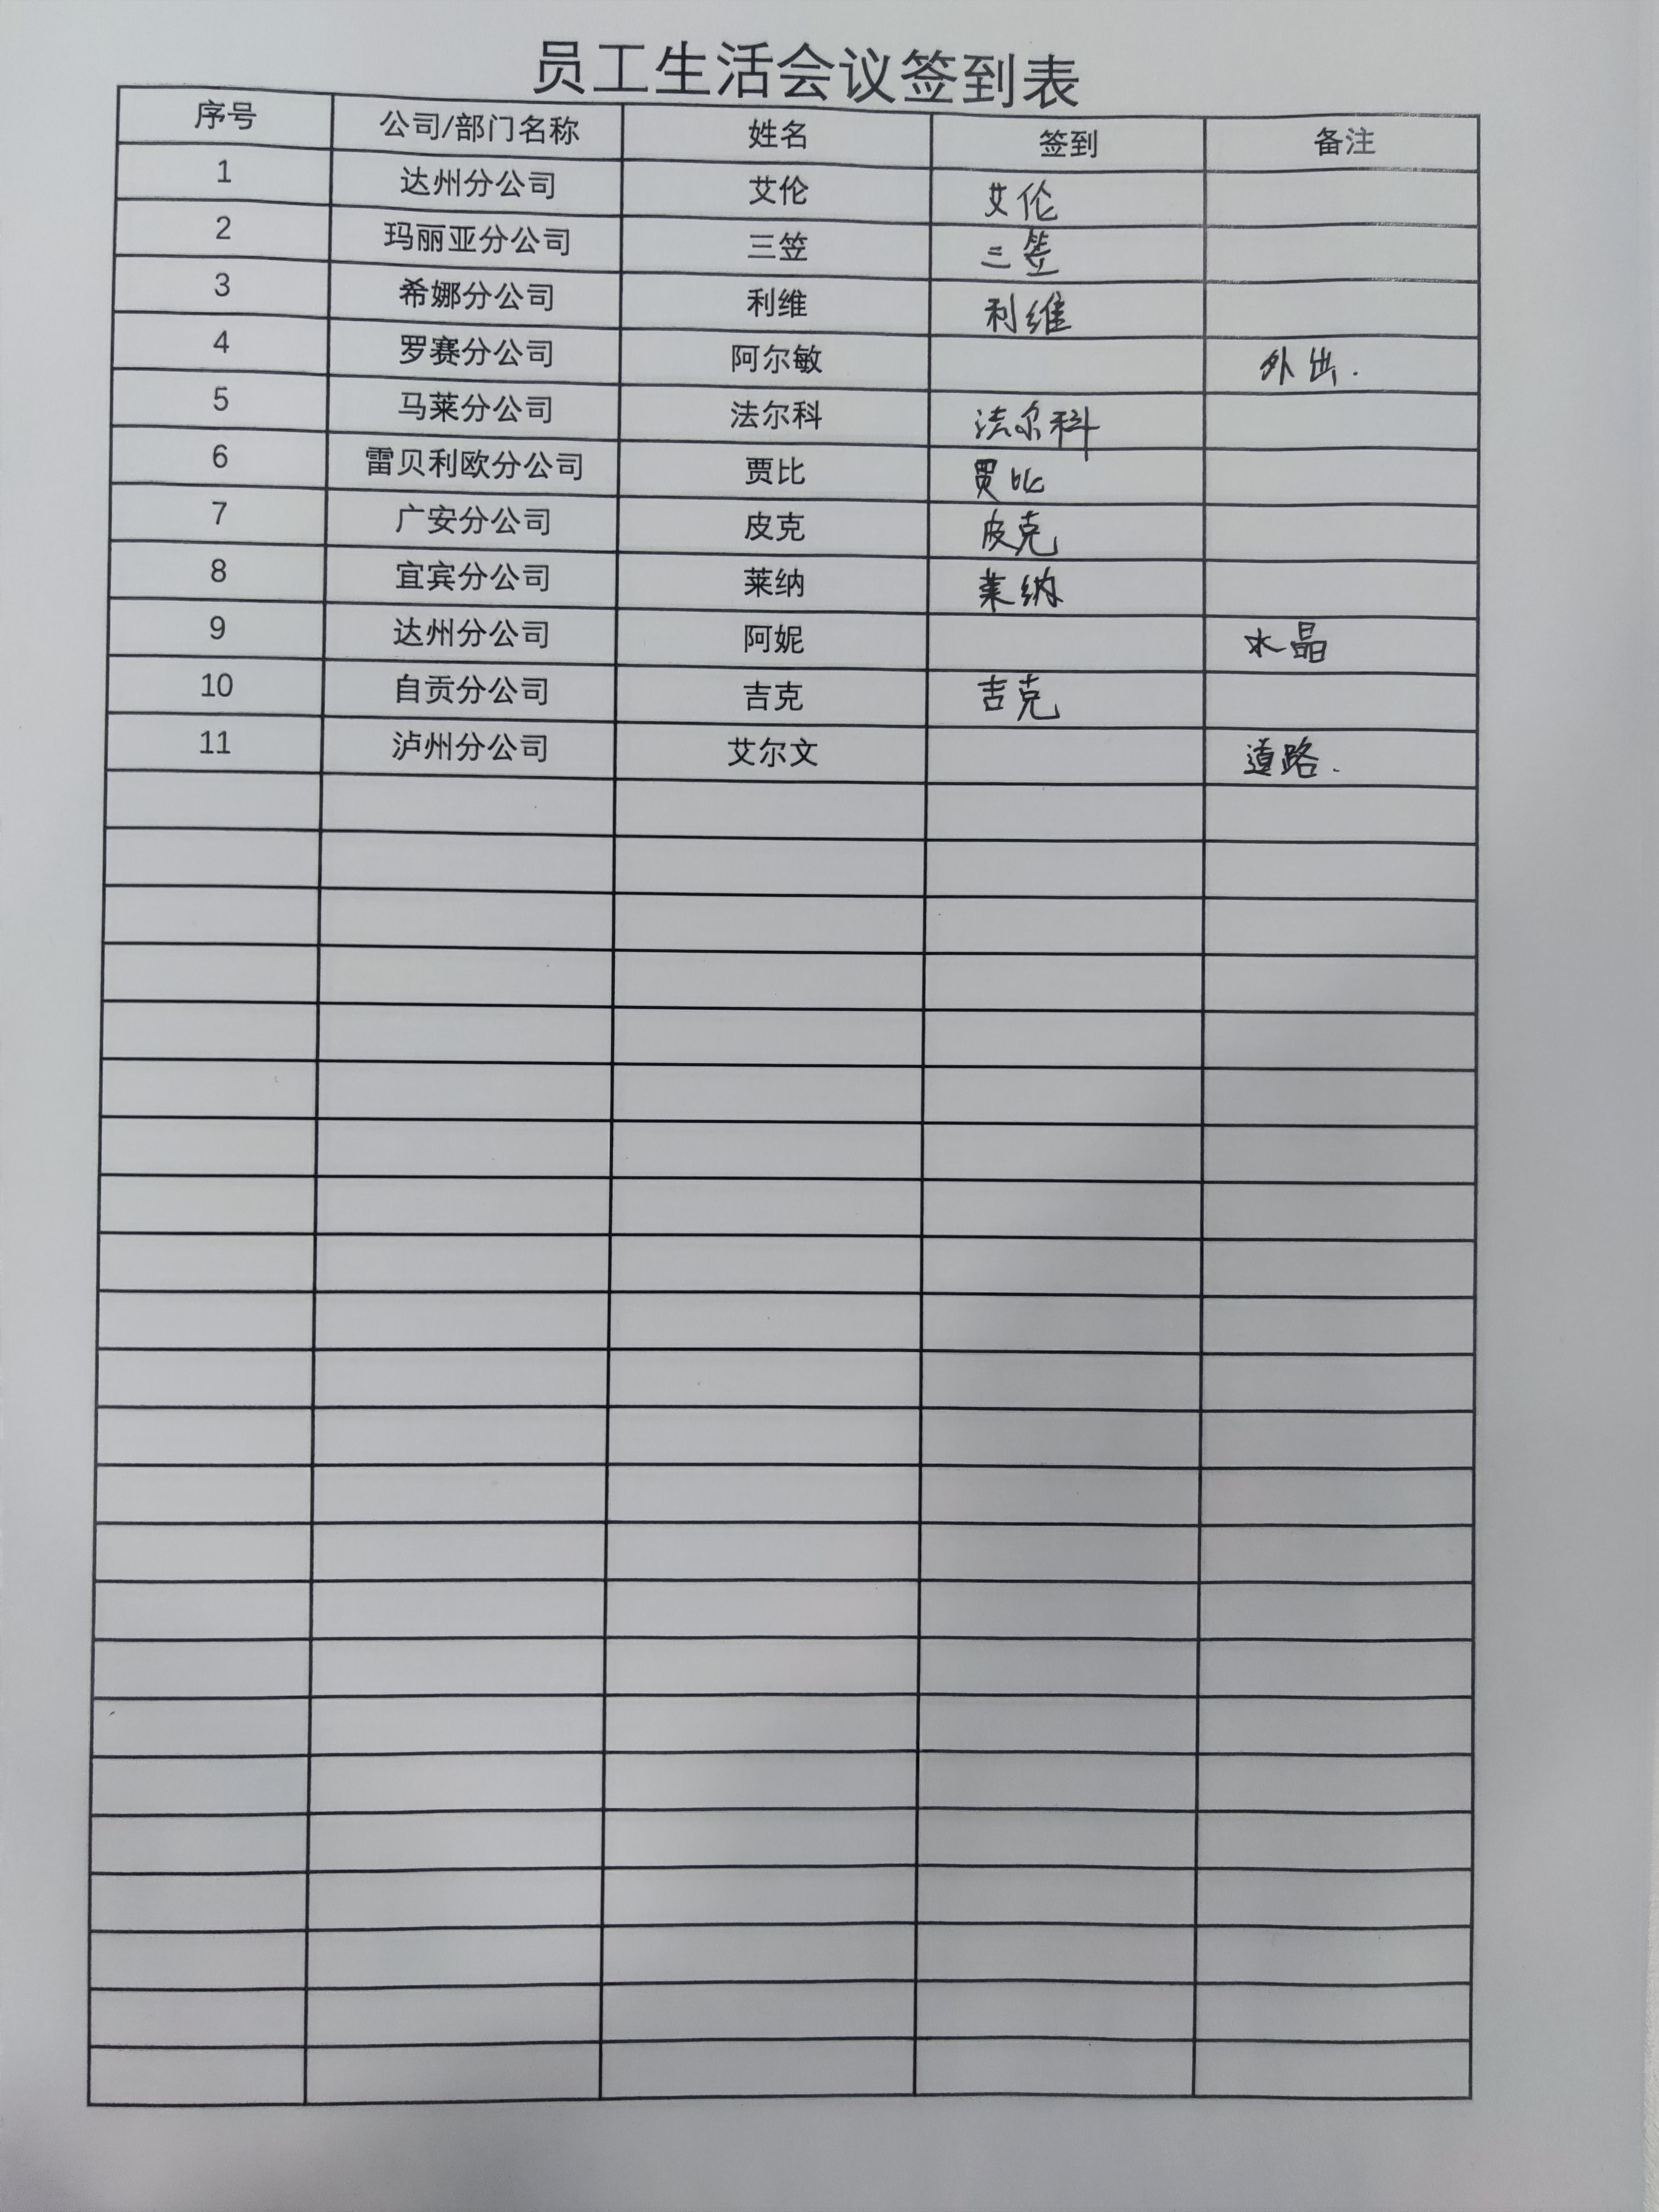 员工生活会议签到表
序号 公司/部门名称 姓名 签到 备注
1 达州分公司 艾伦 艾伦
2 玛丽亚分公司 三笠 三笠
3 希娜分公司 利维 利维
4 罗赛分公司 阿尔敏 外出.
5 马莱分公司 法尔科 法尔科
6 雷贝利欧分公司 贾比 贾比
7 广安分公司 皮克 皮克
8 宜宾分公司 莱纳 莱纳
9 达州分公司 阿妮 水晶
10 自贡分公司 吉克 吉克
11 泸州分公司 艾尔文 道路.